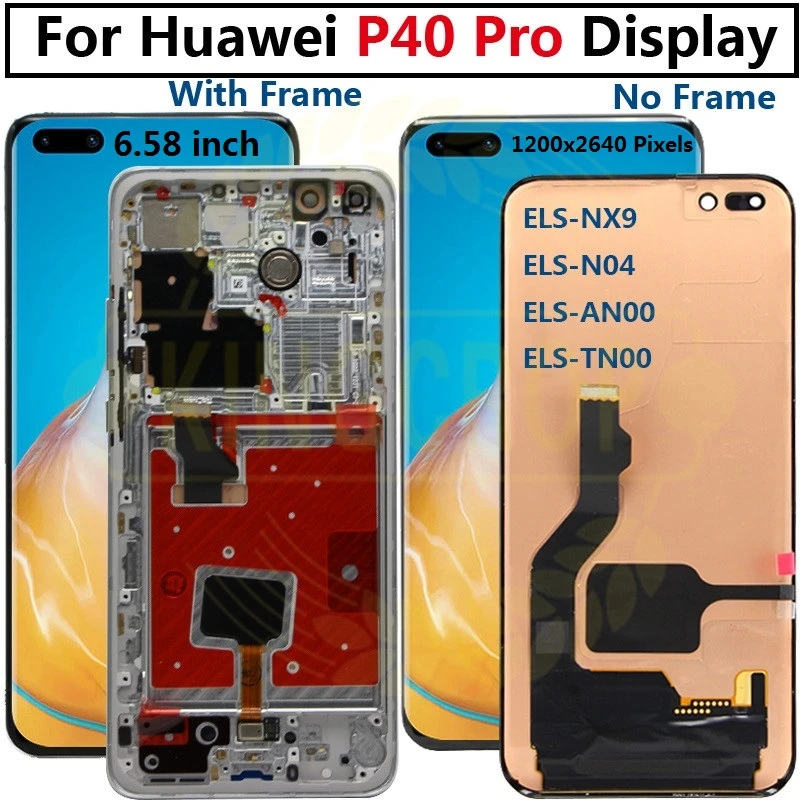 For Huawei P40 Pro Display
With Frame
No Frame
6.58 inch
1200x2640 Pixels
ELS-NX9
ELS-N04
ELS-AN00
ELS-TN00